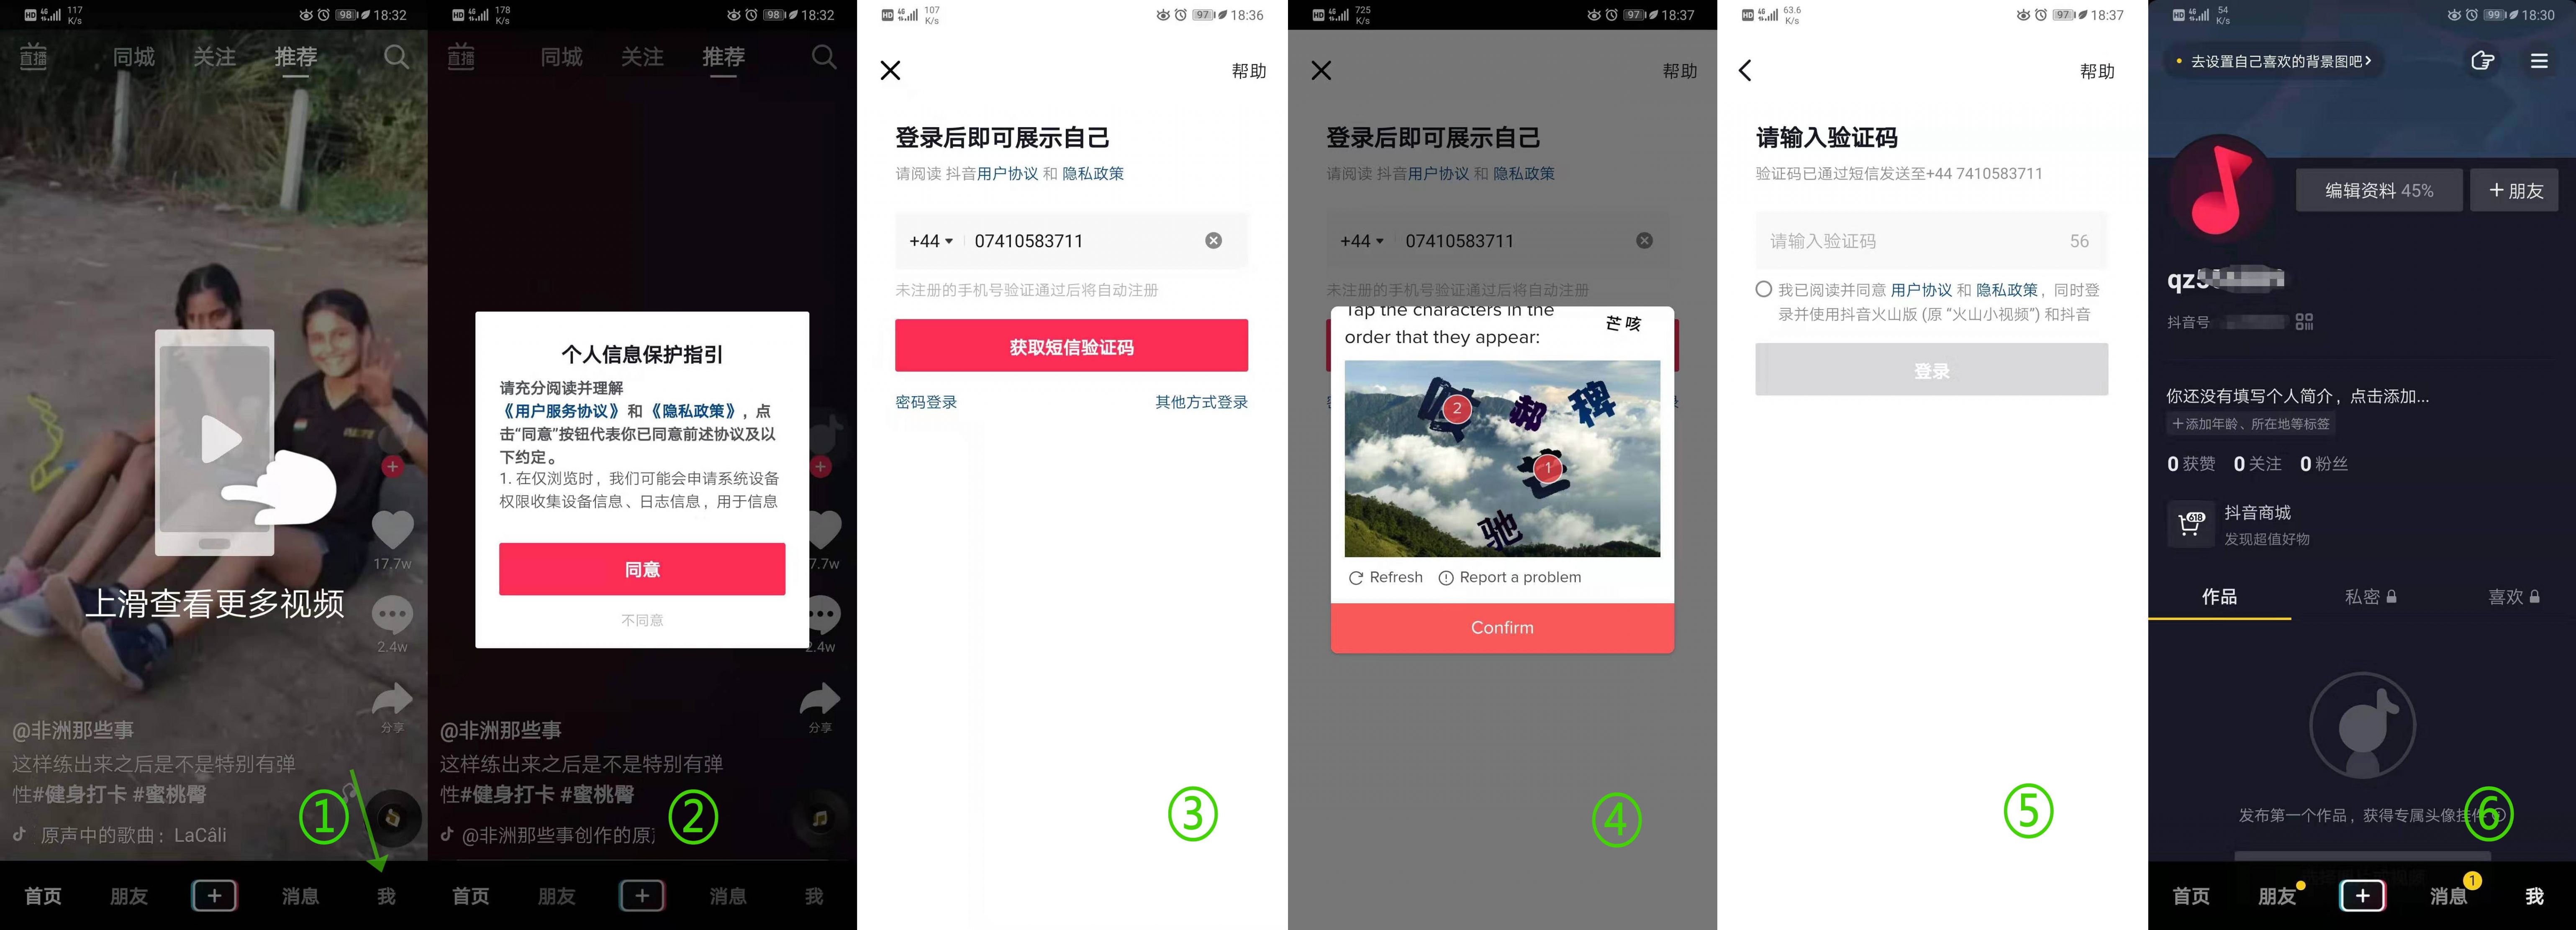 HD 4G 117 K/s 98 18:32
直播 同城 关注 推荐
上滑查看更多视频
17.7w
2.4w
分享
@非洲那些事
这样练出来之后是不是特别有弹
性#健身打卡 #蜜桃臀
原声中的歌曲：LaCâli
①
首页 朋友 + 消息 我
HD 4G 178 K/s 98 18:32
直播 同城 关注 推荐
个人信息保护指引
请充分阅读并理解
《用户服务协议》和《隐私政策》，点
击“同意”按钮代表你已同意前述协议及以
下约定。
1. 在仅浏览时，我们可能会申请系统设备
权限收集设备信息、日志信息，用于信息
同意
不同意
7.7w
2.4w
分享
@非洲那些事
这样练出来之后是不是特别有弹
性#健身打卡 #蜜桃臀
@非洲那些事创作的原
②
首页 朋友 + 消息 我
HD 4G 107 K/s 97 18:36
帮助
登录后即可展示自己
请阅读 抖音用户协议 和 隐私政策
+44 07410583711
未注册的手机号验证通过后将自动注册
获取短信验证码
密码登录 其他方式登录
③
HD 4G 725 K/s 97 18:37
帮助
登录后即可展示自己
请阅读 抖音用户协议 和 隐私政策
+44 07410583711
未注册的手机号验证通过后将自动注册
Tap the characters in the
order that they appear:
芒咳
2
1
驰
Refresh Report a problem
Confirm
④
HD 4G 63.6 K/s 97 18:37
帮助
请输入验证码
验证码已通过短信发送至+44 7410583711
请输入验证码 56
我已阅读并同意 用户协议 和 隐私政策，同时登
录并使用抖音火山版 (原 “火山小视频”) 和抖音
登录
⑤
HD 4G 54 K/s 99 18:30
去设置自己喜欢的背景图吧
编辑资料 45% +朋友
抖音号
你还没有填写个人简介，点击添加...
+添加年龄、所在地等标签
0 获赞 0 关注 0 粉丝
618
抖音商城
发现超值好物
作品 私密 喜欢
发布第一个作品，获得专属头像挂件
⑥
首页 朋友 + 消息 1 我